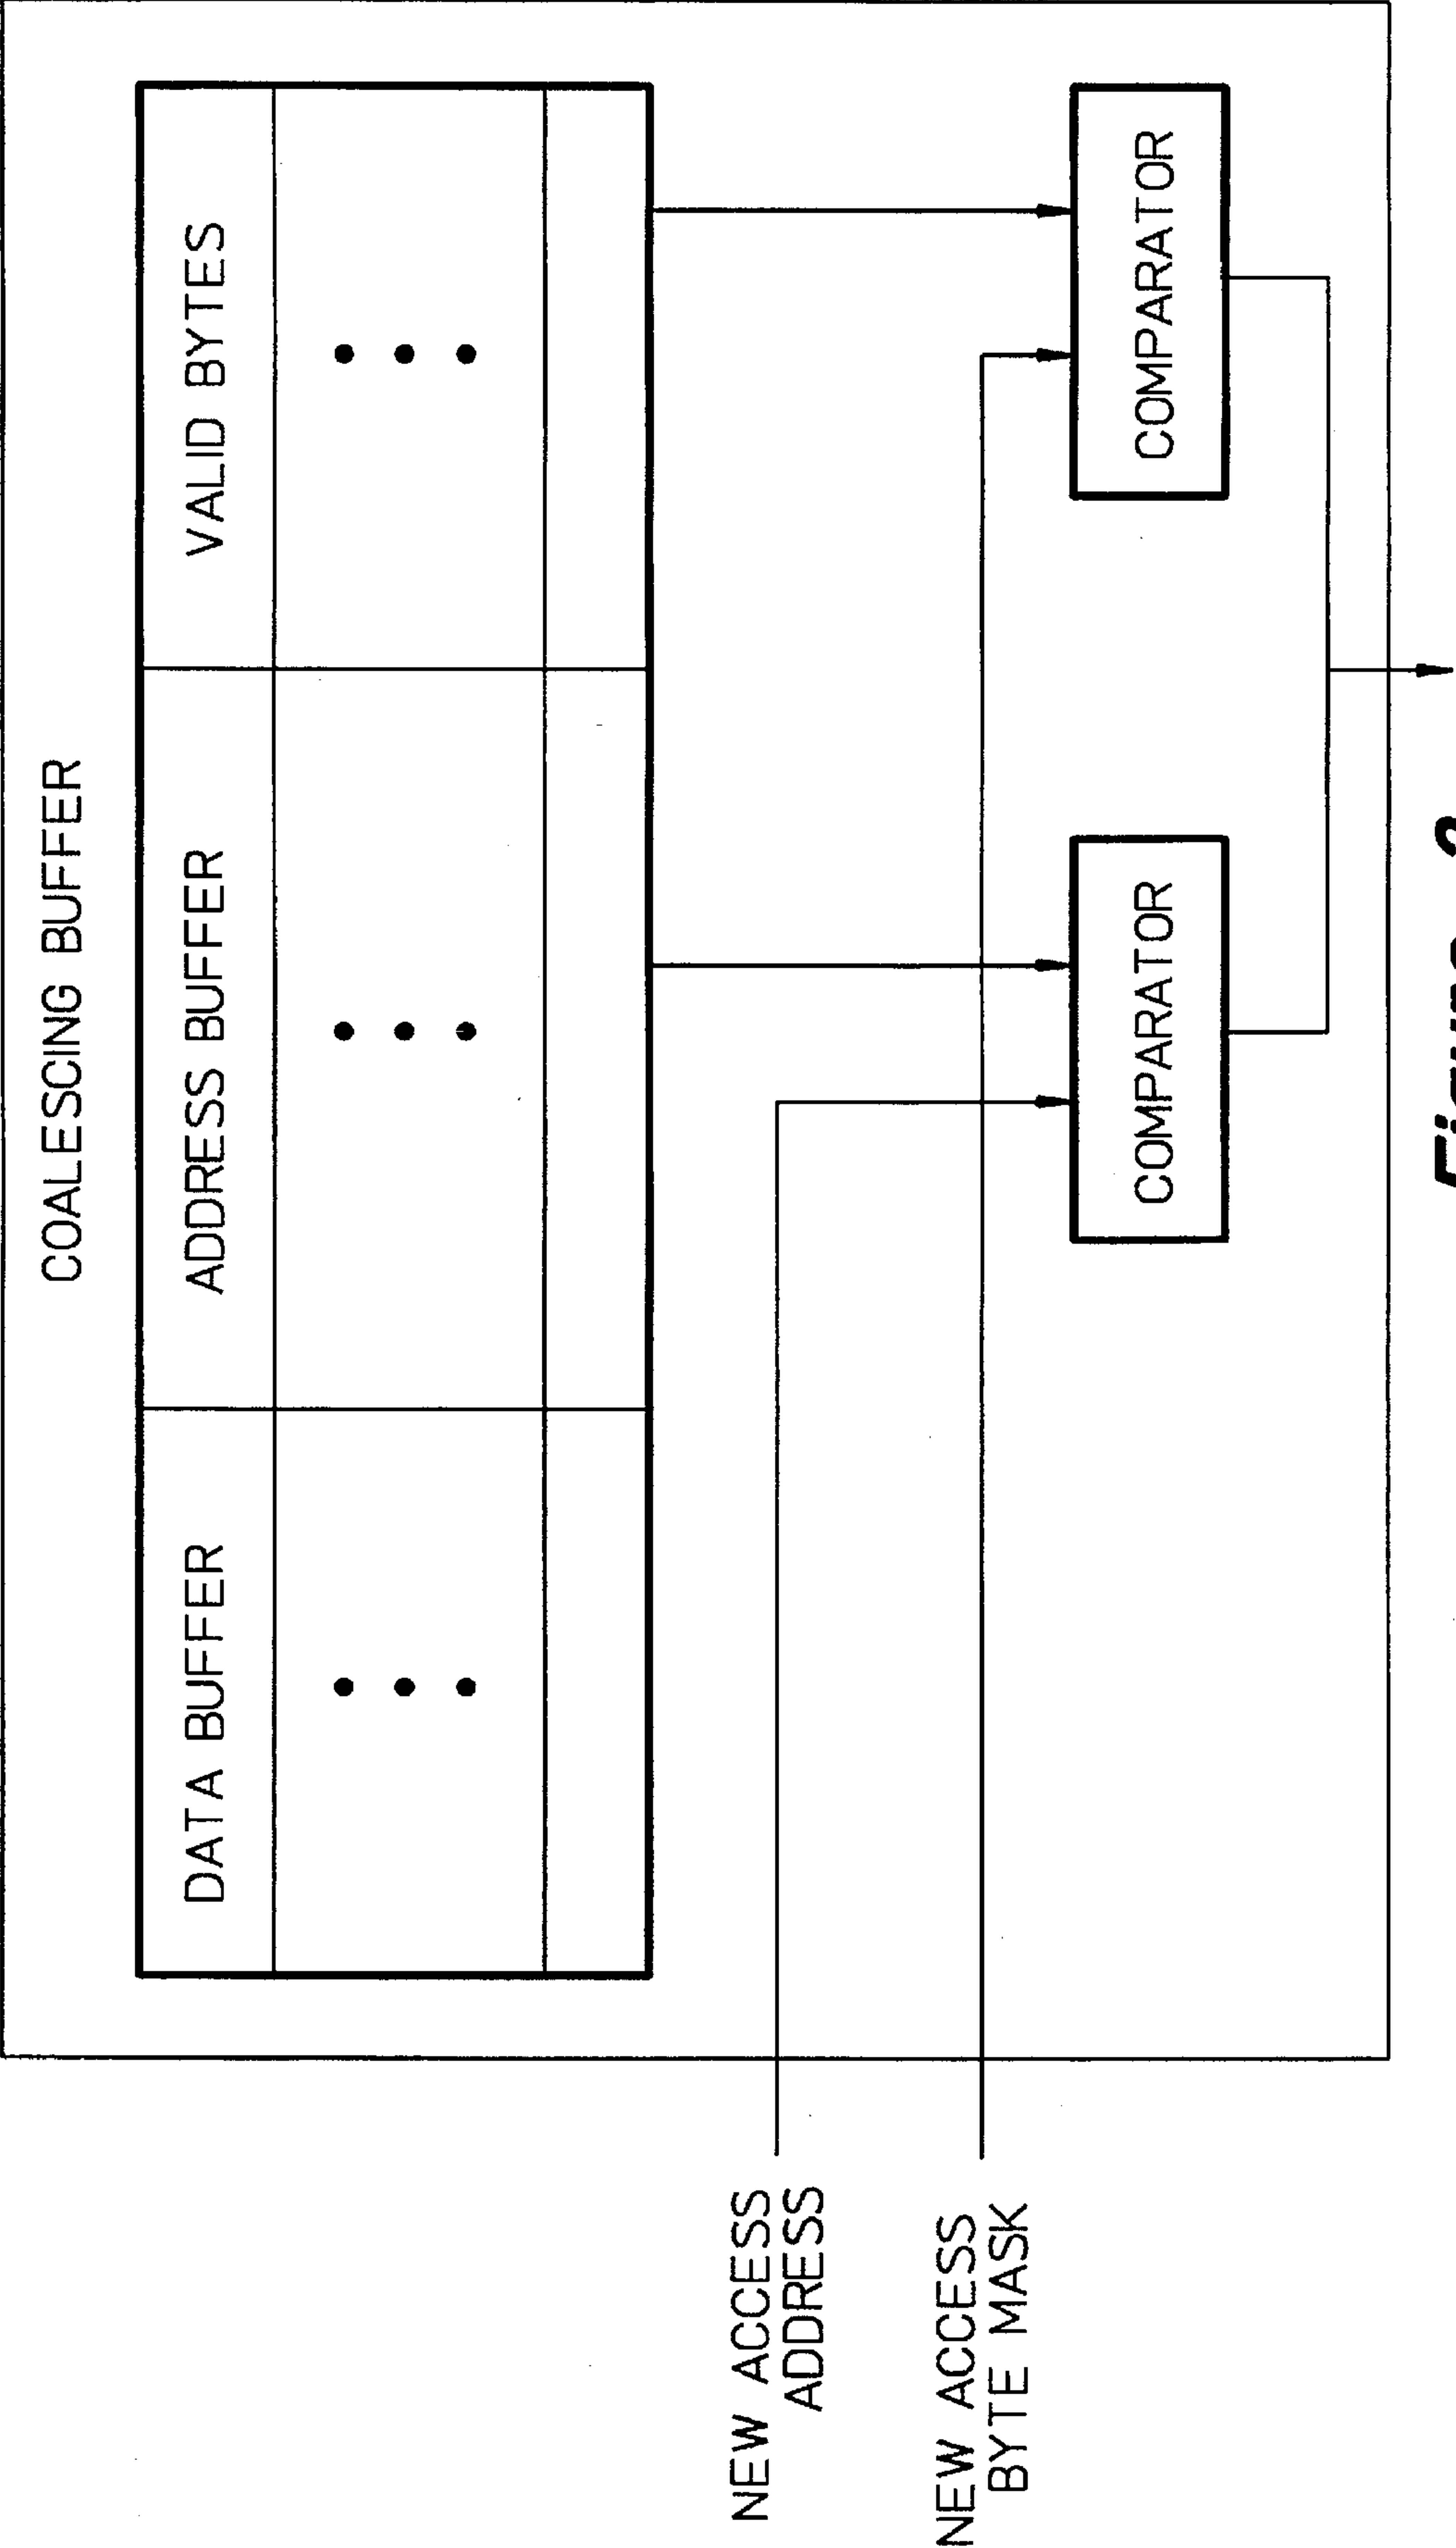 COALESCING BUFFER
DATA BUFFER
ADDRESS BUFFER
VALID BYTES
NEW ACCESS
ADDRESS
NEW ACCESS
BYTE MASK
COMPARATOR
COMPARATOR